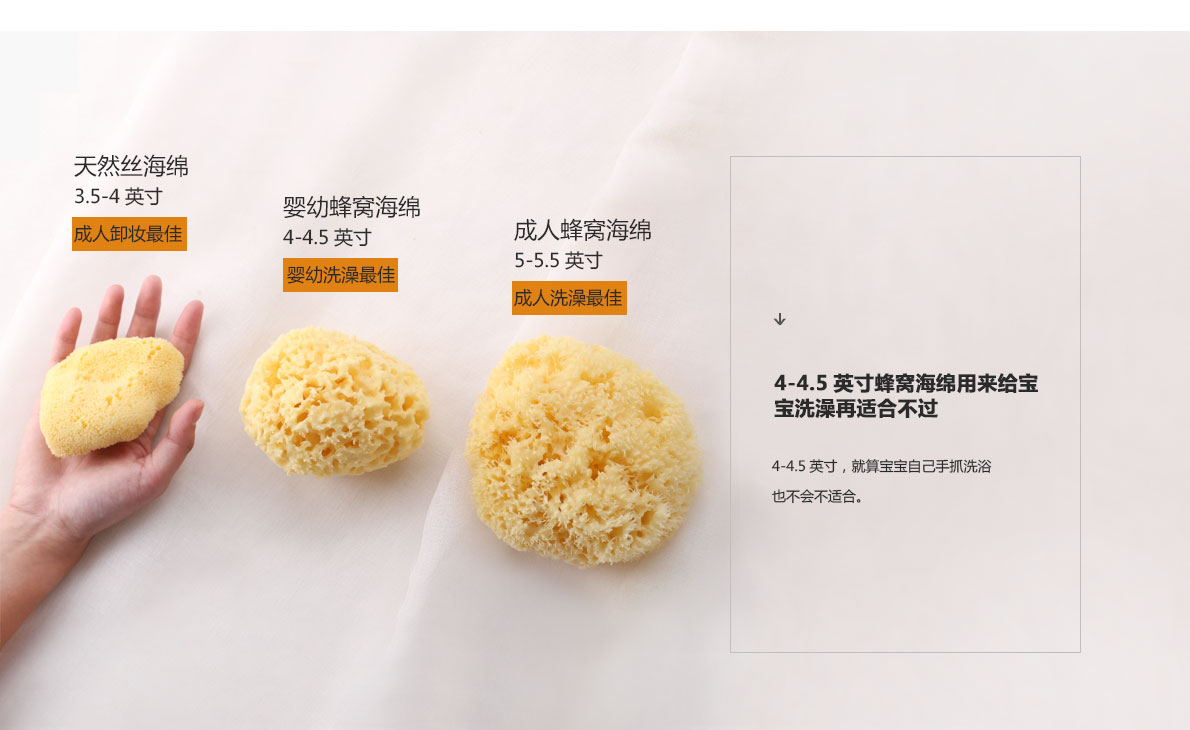 天然丝海绵
3.5-4 英寸
成人卸妆最佳
婴幼蜂窝海绵
4-4.5 英寸
婴幼洗澡最佳
成人蜂窝海绵
5-5.5 英寸
成人洗澡最佳
4-4.5 英寸蜂窝海绵用来给宝
宝洗澡再适合不过
4-4.5 英寸，就算宝宝自己手抓洗浴
也不会不适合。